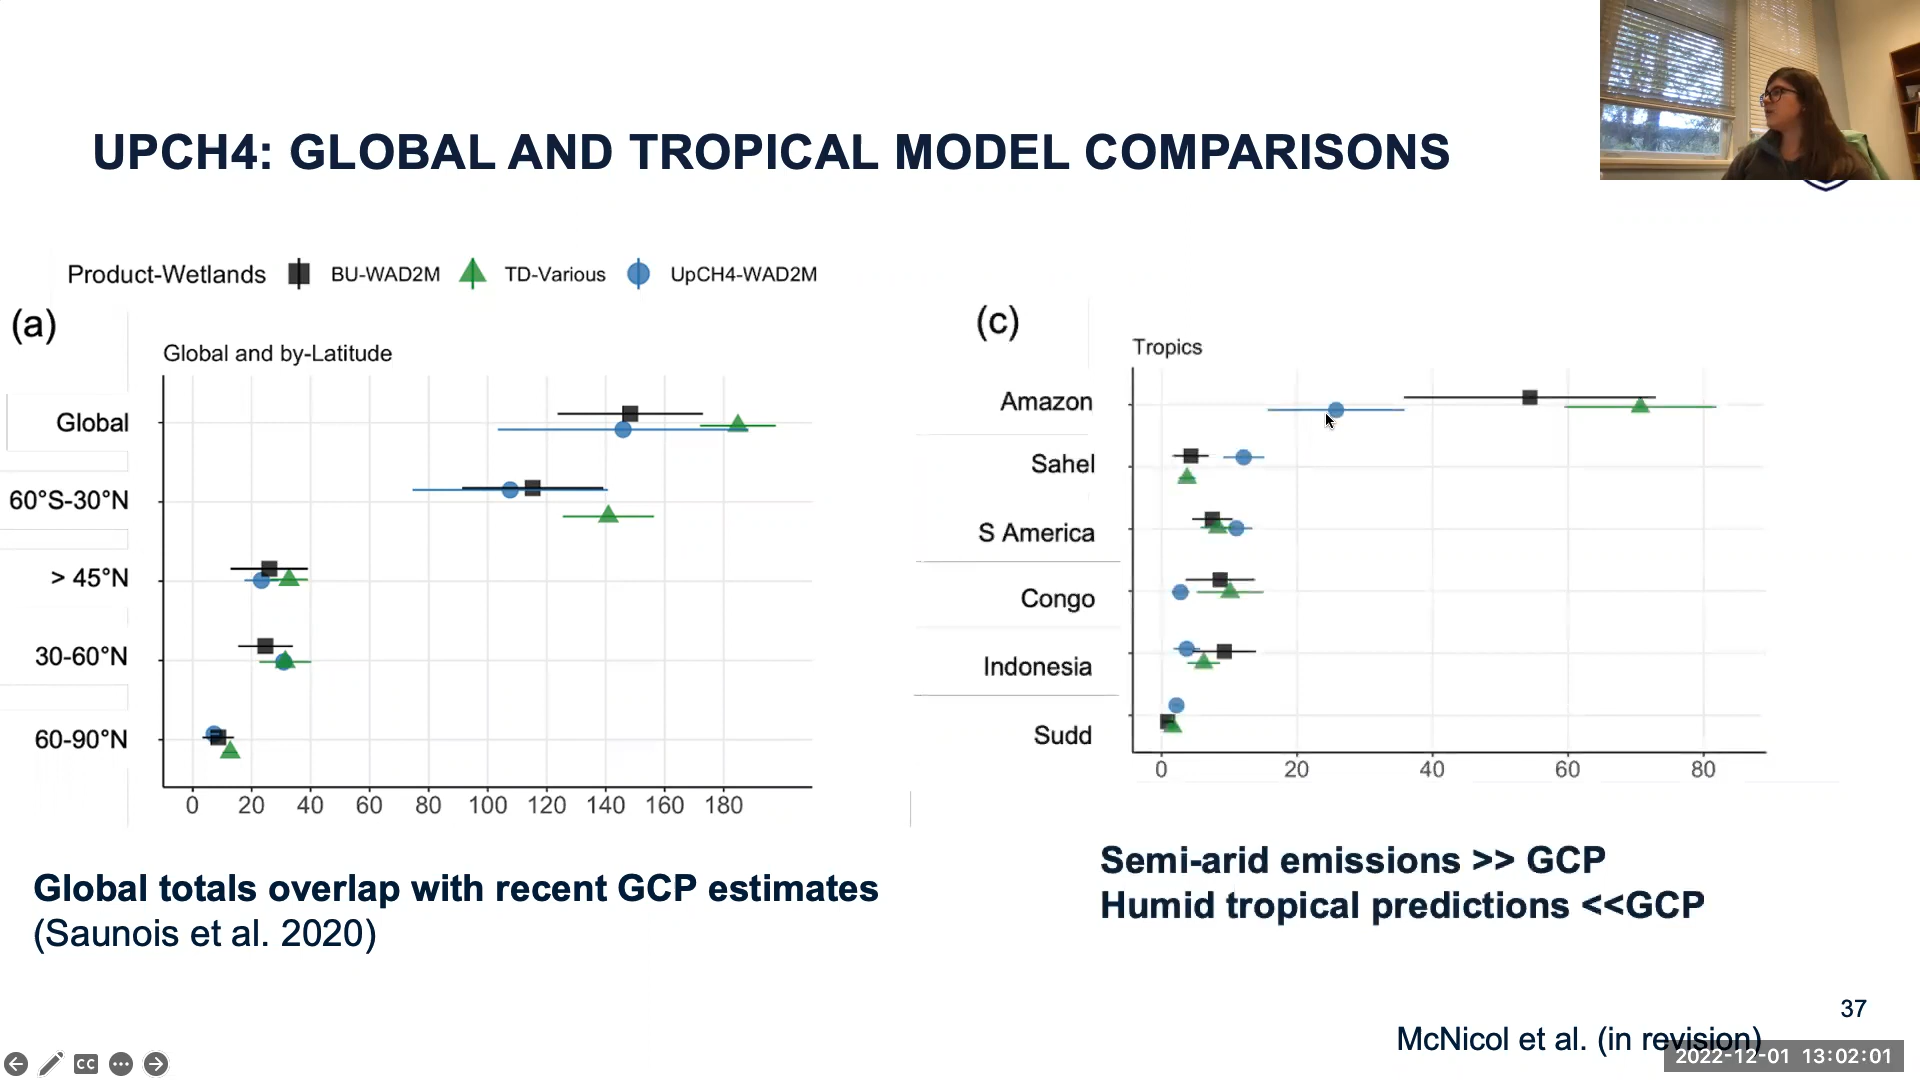 UPCH4: GLOBAL AND TROPICAL MODEL COMPARISONS
Product-Wetlands BU-WAD2M TD-Various UpCH4-WAD2M
(a)
Global and by-Latitude
Global
60°S-30°N
> 45°N
30-60°N
60-90°N
0 20 40 60 80 100 120 140 160 180
Global totals overlap with recent GCP estimates
(Saunois et al. 2020)
(c)
Tropics
Amazon
Sahel
S America
Congo
Indonesia
Sudd
0 20 40 60 80
Semi-arid emissions >> GCP
Humid tropical predictions <<GCP
37
McNicol et al. (in revision)
CC
2022-12-01 13:02:01